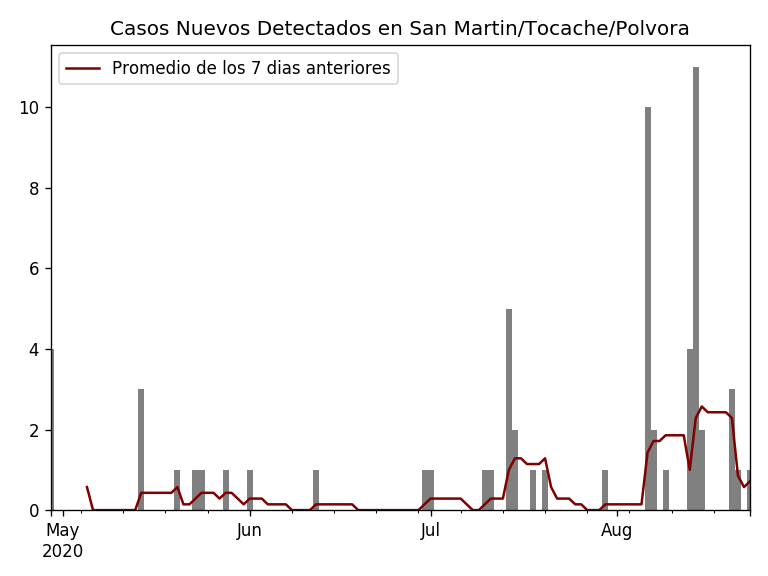 Casos Nuevos Detectados en San Martin/Tocache/Polvora
Promedio de los 7 dias anteriores
10
8
6
4
2
0
May Jun Jul Aug
2020